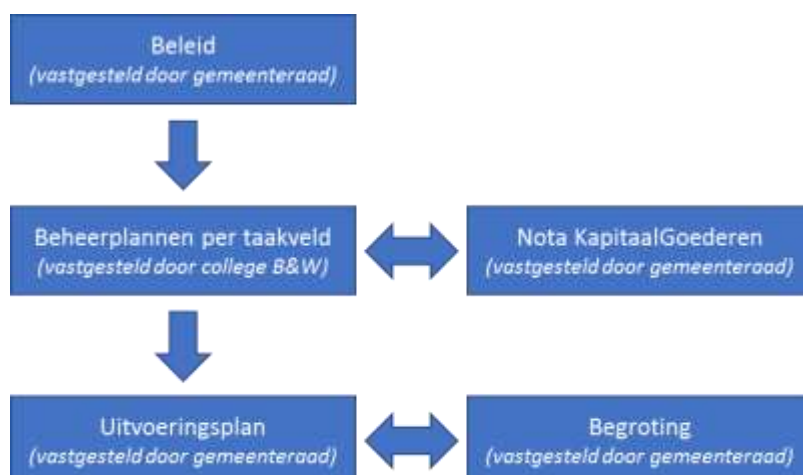 Beleid
(vastgesteld door gemeenteraad)
Beheerplannen per taakveld
(vastgesteld door college B&W)
Nota KapitaalGoederen
(vastgesteld door gemeenteraad)
Uitvoeringsplan
(vastgesteld door gemeenteraad)
Begroting
(vastgesteld door gemeenteraad)